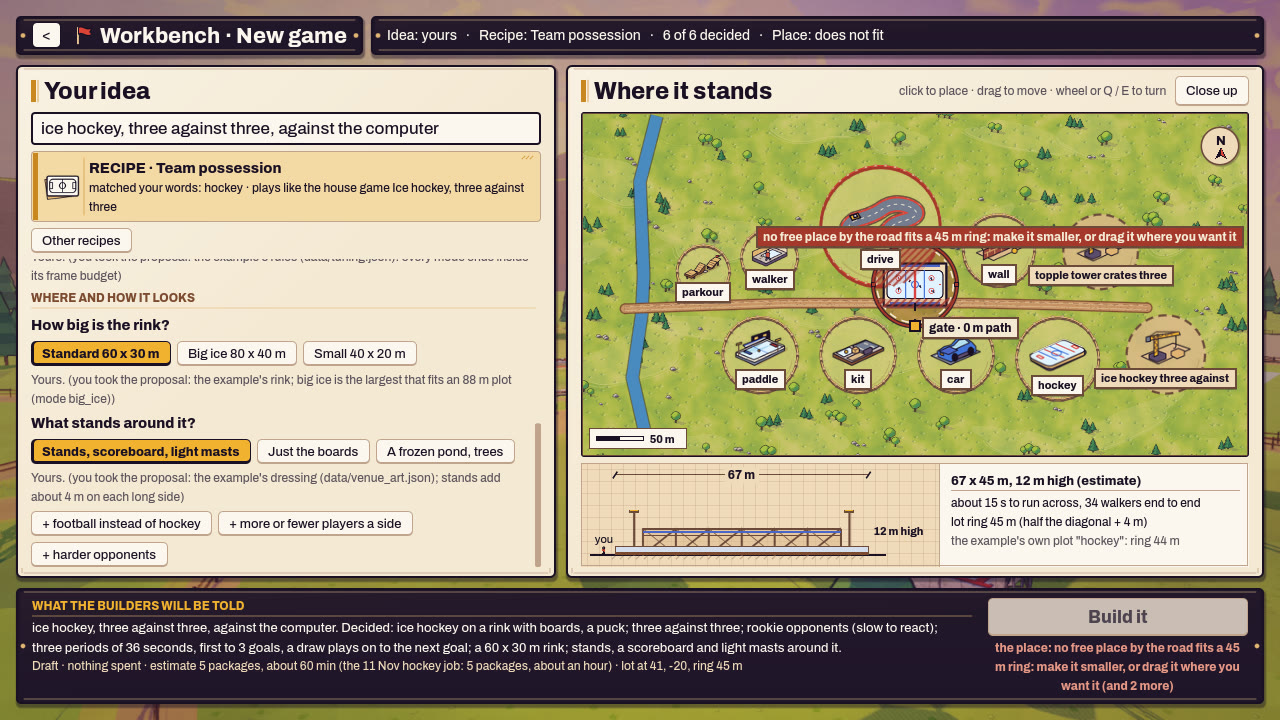 < Workbench · New game
Idea: yours · Recipe: Team possession · 6 of 6 decided · Place: does not fit
Your idea
ice hockey, three against three, against the computer
RECIPE · Team possession
matched your words: hockey · plays like the house game Ice hockey, three against
three
Other recipes
its frame budget)
WHERE AND HOW IT LOOKS
How big is the rink?
Standard 60 x 30 m
Big ice 80 x 40 m
Small 40 x 20 m
Yours. (you took the proposal: the example's rink; big ice is the largest that fits an 88 m plot
(mode big_ice))
What stands around it?
Stands, scoreboard, light masts
Just the boards
A frozen pond, trees
Yours. (you took the proposal: the example's dressing (data/venue_art.json); stands add
about 4 m on each long side)
+ football instead of hockey
+ more or fewer players a side
+ harder opponents
Where it stands
click to place · drag to move · wheel or Q / E to turn
Close up
N
no free place by the road fits a 45 m ring: make it smaller, or drag it where you want it
drive
walker
wall
topple tower crates three
parkour
gate · 0 m path
paddle
kit
car
hockey
ice hockey three against
50 m
67 m
you
12 m high
67 x 45 m, 12 m high (estimate)
about 15 s to run across, 34 walkers end to end
lot ring 45 m (half the diagonal + 4 m)
the example's own plot "hockey": ring 44 m
WHAT THE BUILDERS WILL BE TOLD
ice hockey, three against three, against the computer. Decided: ice hockey on a rink with boards, a puck; three against three; rookie opponents (slow to react);
three periods of 36 seconds, first to 3 goals, a draw plays on to the next goal; a 60 x 30 m rink; stands, a scoreboard and light masts around it.
Draft · nothing spent · estimate 5 packages, about 60 min (the 11 Nov hockey job: 5 packages, about an hour) · lot at 41, -20, ring 45 m
Build it
the place: no free place by the road fits a 45
m ring: make it smaller, or drag it where you
want it (and 2 more)